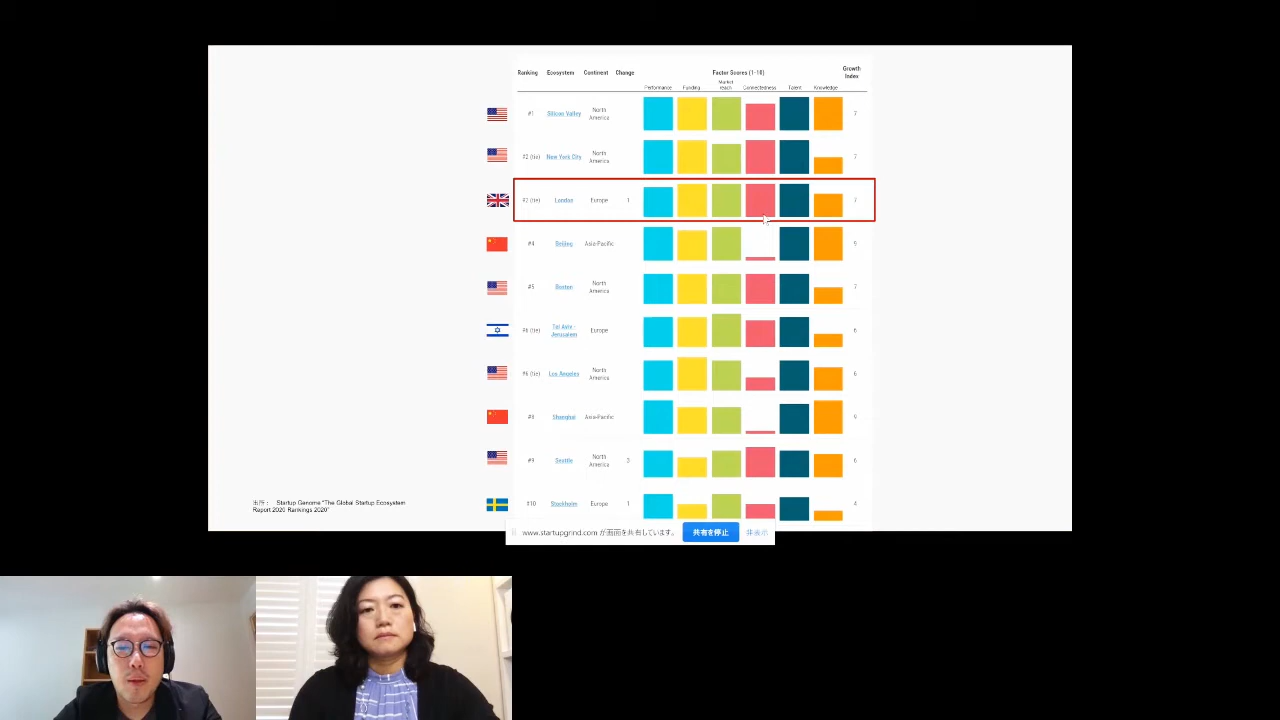 Ranking Ecosystem Continent Change Factor Scores (1-10) Growth Index
Performance Funding Market reach Connectedness Talent Knowledge
#1 Silicon Valley North America 7
#2 (tie) New York City North America 7
#2 (tie) London Europe 1 7
#4 Beijing Asia-Pacific 9
#5 Boston North America 7
#6 (tie) Tel Aviv - Jerusalem Europe 6
#6 (tie) Los Angeles North America 6
#8 Shanghai Asia-Pacific
#9 Seattle North America 3 6
#10 Stockholm Europe 1 4
Startup Genome "The Global Startup Ecosystem
Report 2020 Rankings 2020"
www.startupgrind.com が画面を共有しています。 共有を停止 非表示